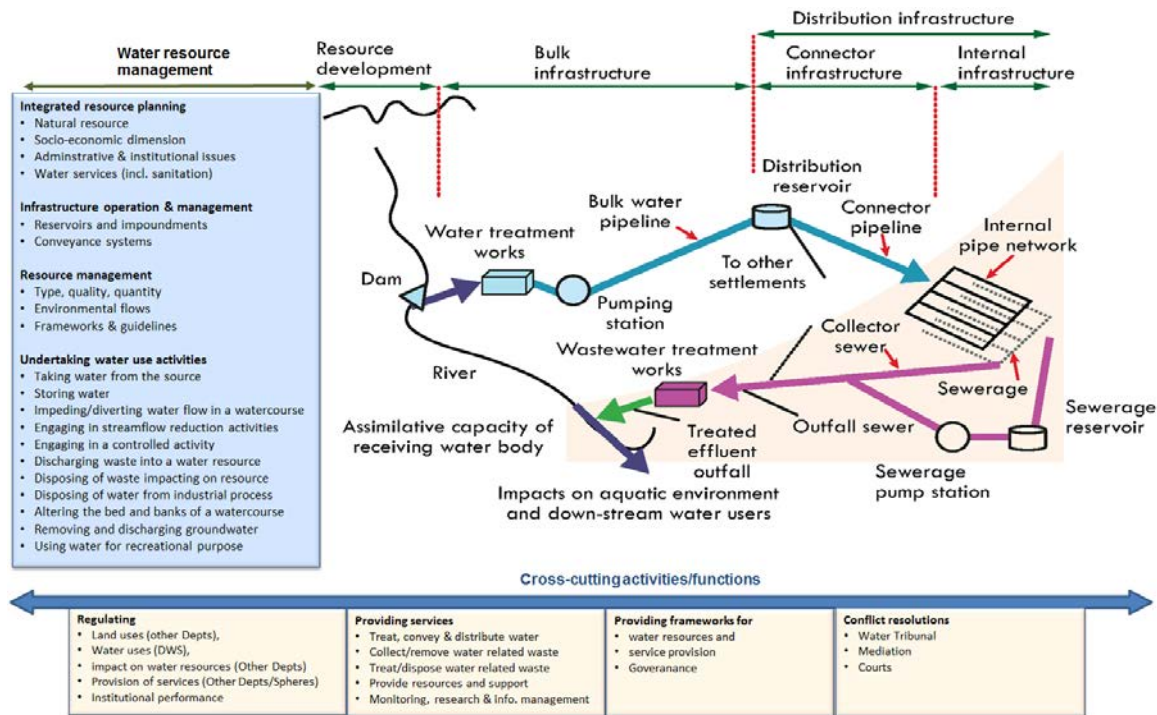 Distribution infrastructure
Water resource
management
Resource
development
Bulk
infrastructure
Connector
infrastructure
Internal
infrastructure
Integrated resource planning
• Natural resource
• Socio-economic dimension
• Adminstrative & institutional issues
• Water services (incl. sanitation)
Infrastructure operation & management
• Reservoirs and impoundments
• Conveyance systems
Resource management
• Type, quality, quantity
• Environmental flows
• Frameworks & guidelines
Undertaking water use activities
• Taking water from the source
• Storing water
• Impeding/diverting water flow in a watercourse
• Engaging in streamflow reduction activities
• Engaging in a controlled activity
• Discharging waste into a water resource
• Disposing of waste impacting on resource
• Disposing of water from industrial process
• Altering the bed and banks of a watercourse
• Removing and discharging groundwater
• Using water for recreational purpose
Distribution
reservoir
Bulk water
pipeline
Connector
pipeline
Internal
pipe network
Water treatment
works
Dam
To other
settlements
Pumping
station
Collector
sewer
Wastewater treatment
works
River
Sewerage
Sewerage
reservoir
Assimilative capacity of
receiving water body
Treated
effluent
outfall
Outfall sewer
Sewerage
pump station
Impacts on aquatic environment
and down-stream water users
Cross-cutting activities/functions
Regulating
• Land uses (other Depts),
• Water uses (DWS),
• impact on water resources (Other Depts)
• Provision of services (Other Depts/Spheres)
• Institutional performance
Providing services
• Treat, convey & distribute water
• Collect/remove water related waste
• Treat/dispose water related waste
• Provide resources and support
• Monitoring, research & info. management
Providing frameworks for
• water resources and
• service provision
• Goveranance
Conflict resolutions
• Water Tribunal
• Mediation
• Courts